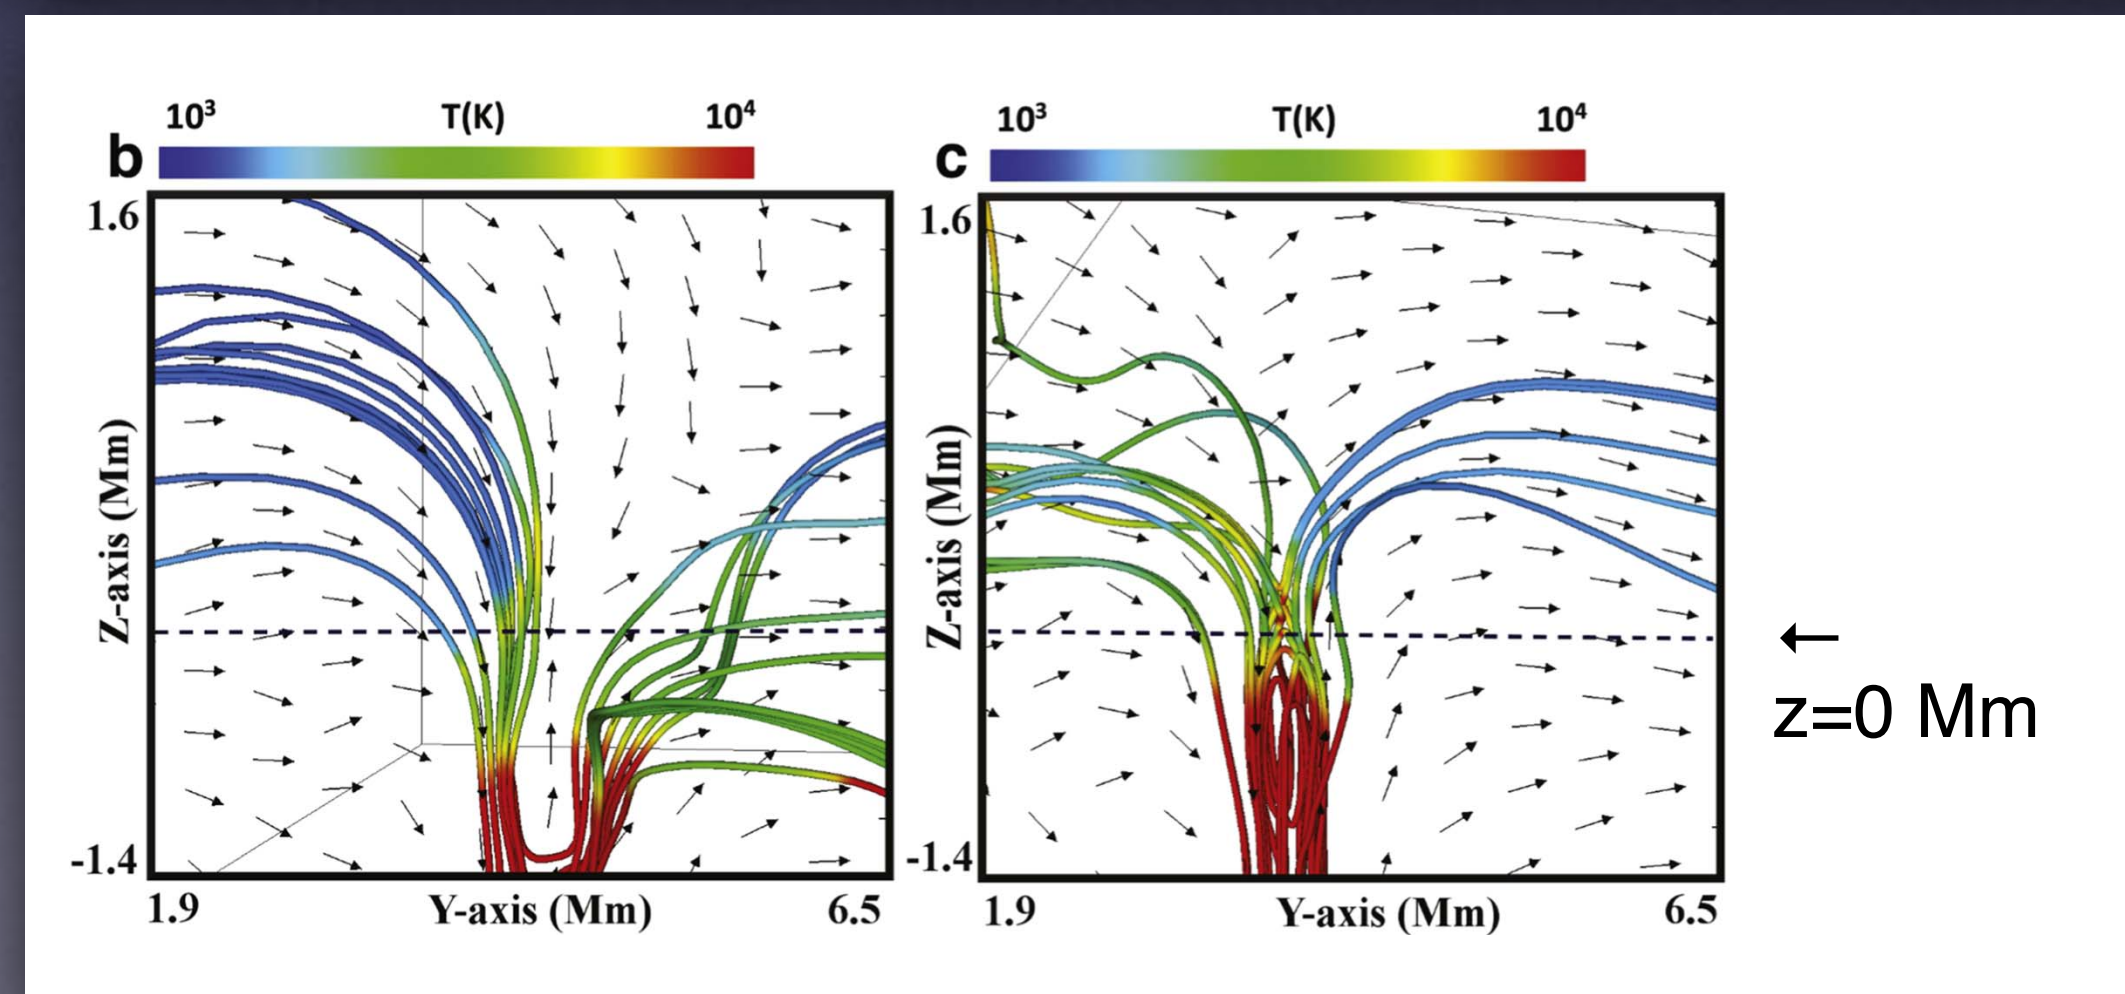 10³ T(K) 10⁴
b
1.6
Z-axis (Mm)
-1.4
1.9 Y-axis (Mm) 6.5
10³ T(K) 10⁴
c
1.6
Z-axis (Mm)
-1.4
1.9 Y-axis (Mm) 6.5
←
z=0 Mm